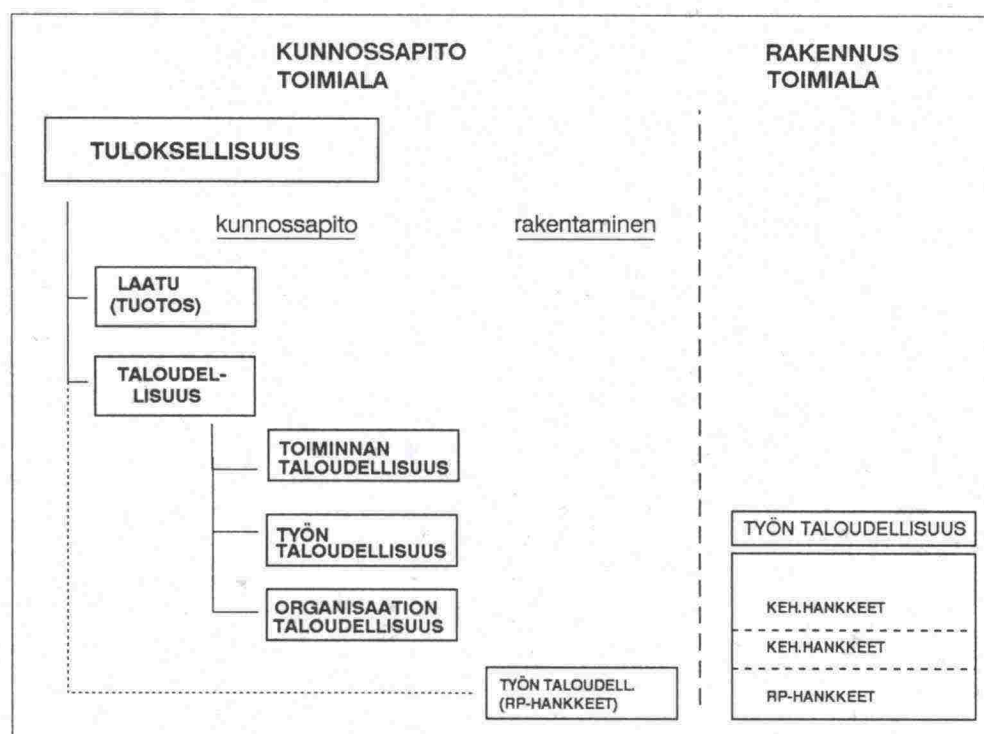 KUNNOSSAPITO
TOIMIALA
RAKENNUS
TOIMIALA
TULOKSELLISUUS
kunnossapito
rakentaminen
LAATU
(TUOTOS)
TALOUDEL-
LISUUS
TOIMINNAN
TALOUDELLISUUS
TYÖN
TALOUDELLISUUS
ORGANISAATION
TALOUDELLISUUS
TYÖN TALOUDELL.
(RP-HANKKEET)
TYÖN TALOUDELLISUUS
KEH.HANKKEET
KEH.HANKKEET
RP-HANKKEET